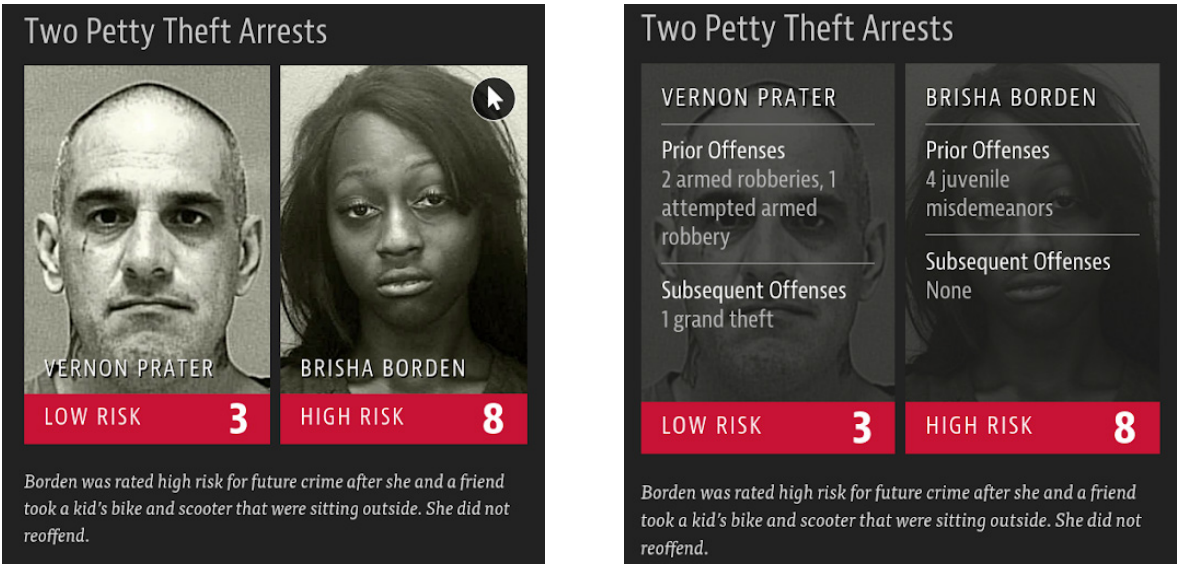 Two Petty Theft Arrests
VERNON PRATER
LOW RISK 3
BRISHA BORDEN
HIGH RISK 8
Borden was rated high risk for future crime after she and a friend
took a kid's bike and scooter that were sitting outside. She did not
reoffend.
Two Petty Theft Arrests
VERNON PRATER
Prior Offenses
2 armed robberies, 1
attempted armed
robbery
Subsequent Offenses
1 grand theft
LOW RISK 3
BRISHA BORDEN
Prior Offenses
4 juvenile
misdemeanors
Subsequent Offenses
None
HIGH RISK 8
Borden was rated high risk for future crime after she and a friend
took a kid's bike and scooter that were sitting outside. She did not
reoffend.